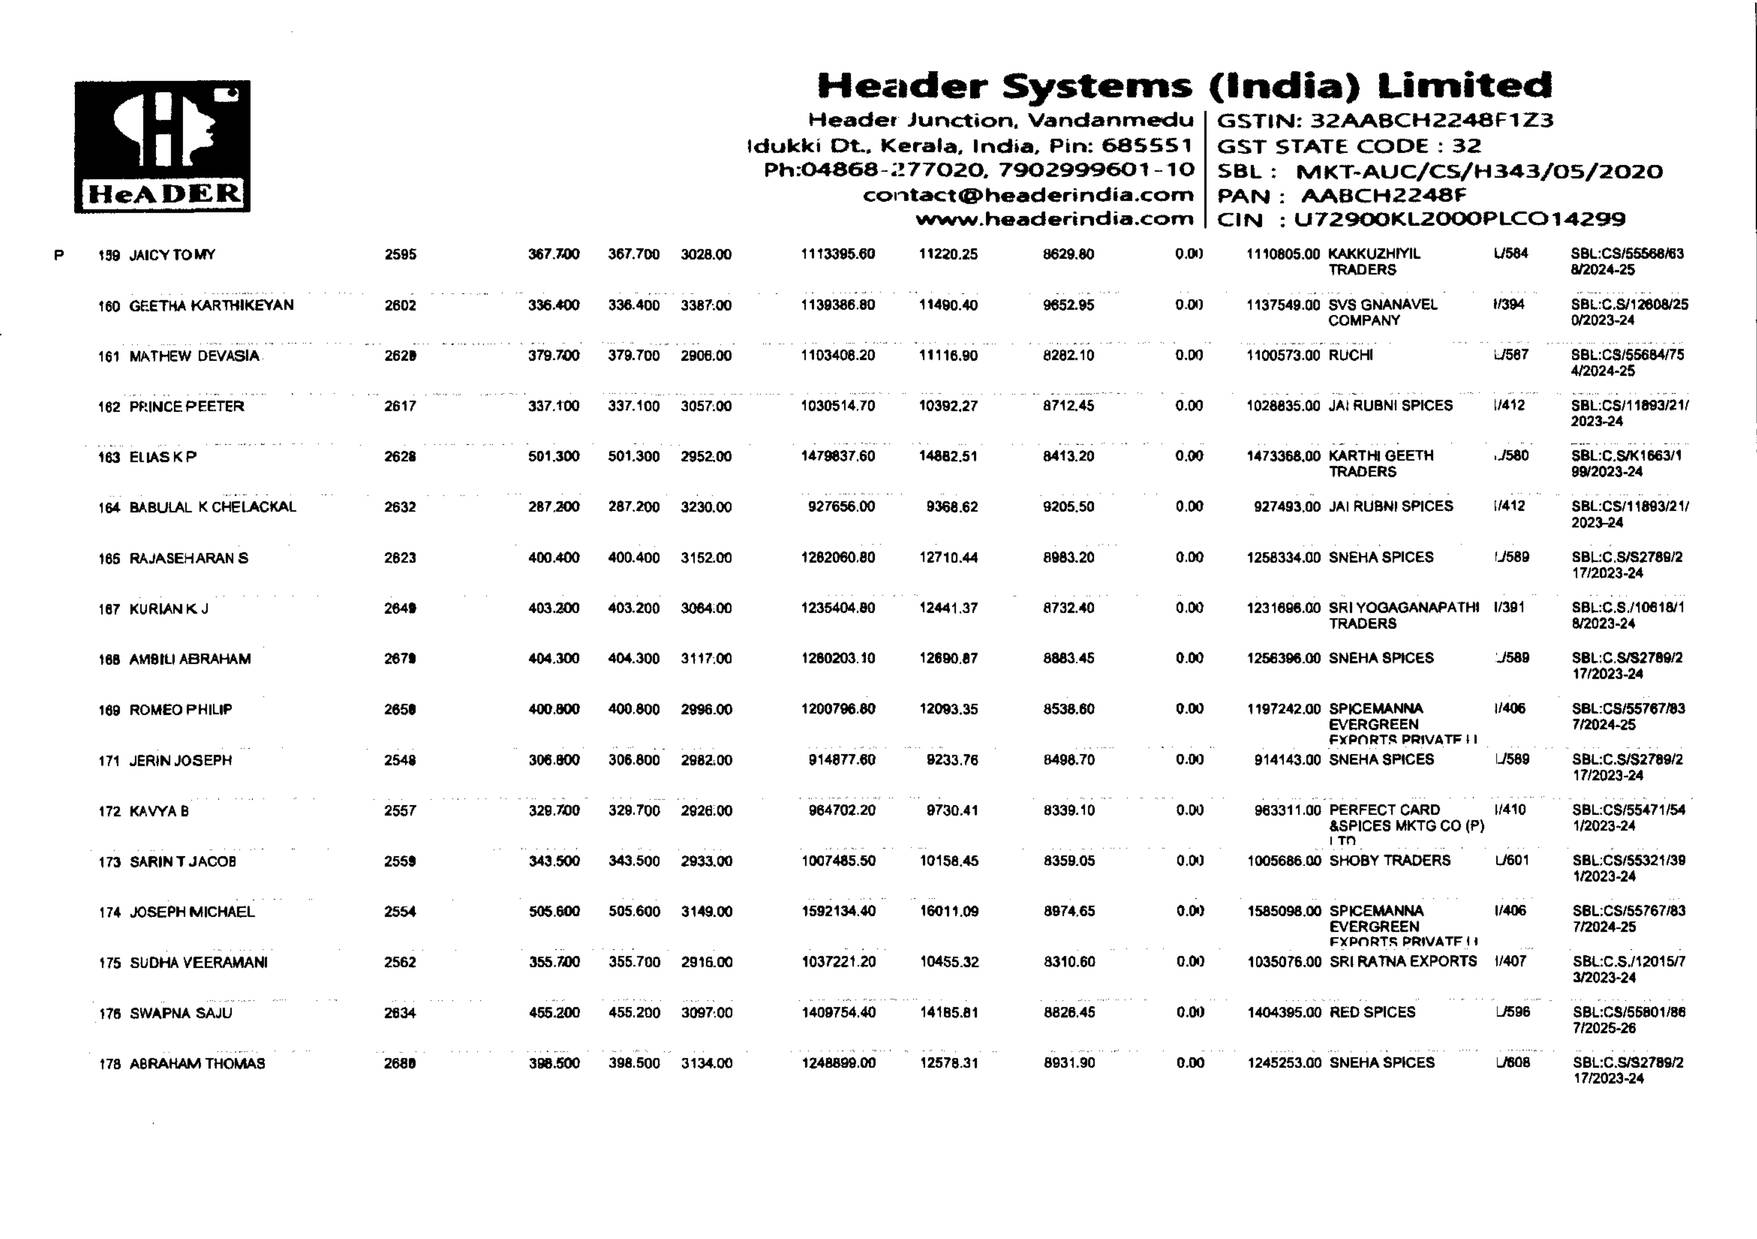 HeADER
Header Systems (India) Limited
Header Junction, Vandanmedu
Idukki Dt., Kerala, India, Pin: 685551
Ph:04868-277020, 7902999601-10
contact@headerindia.com
www.headerindia.com
GSTIN: 32AABCH2248F1Z3
GST STATE CODE : 32
SBL : MKT-AUC/CS/H343/05/2020
PAN : AABCH2248F
CIN : U72900KL2000PLCO14299
P 159 JAICY TOMY 2595 367.700 367.700 3028.00 1113395.60 11220.25 8629.80 0.00 1110805.00 KAKKUZHIYIL L/584 SBL:CS/55568/63
TRADERS 8/2024-25
160 GEETHA KARTHIKEYAN 2602 336.400 336.400 3387.00 1139386.80 11490.40 9652.95 0.00 1137549.00 SVS GNANAVEL I/394 SBL:C.S/12608/25
COMPANY 0/2023-24
161 MATHEW DEVASIA 379.700 379.700 2906.00 1103408.20 11116.90 8282.10 0.00 1100573.00 RUCHI L/567 SBL:CS/55684/75
4/2024-25
162 PRINCE PEETER 2617 337.100 337.100 3057.00 1030514.70 10392.27 8712.45 0.00 1028835.00 JAI RUBNI SPICES I/412 SBL:CS/11893/21/
2023-24
163 ELIAS K P 2628 501.300 501.300 2952.00 1479837.60 14882.51 8413.20 0.00 1473368.00 KARTHI GEETH L/580 SBL:C.S/K1663/1
TRADERS 99/2023-24
164 BABULAL K CHELACKAL 2632 287.200 287.200 3230.00 927656.00 9368.62 9205.50 0.00 927493.00 JAI RUBNI SPICES I/412 SBL:CS/11893/21/
2023-24
165 RAJASEHARAN S 2623 400.400 400.400 3152.00 1262060.80 12710.44 8983.20 0.00 1258334.00 SNEHA SPICES L/589 SBL:C.S/S2789/2
17/2023-24
167 KURIAN K J 2649 403.200 403.200 3064.00 1235404.80 12441.37 8732.40 0.00 1231696.00 SRI YOGAGANAPATHI I/391 SBL:C.S./10618/1
TRADERS 8/2023-24
168 AMBILI ABRAHAM 2679 404.300 404.300 3117.00 1260203.10 12690.87 8883.45 0.00 1256396.00 SNEHA SPICES L/589 SBL:C.S/S2789/2
17/2023-24
169 ROMEO PHILIP 2658 400.800 400.800 2996.00 1200796.80 12093.35 8538.60 0.00 1197242.00 SPICEMANNA I/406 SBL:CS/55767/83
EVERGREEN 7/2024-25
EXPORTS PRIVATE LI
171 JERIN JOSEPH 2548 306.800 306.800 2982.00 914877.60 9233.76 8498.70 0.00 914143.00 SNEHA SPICES L/589 SBL:C.S/S2789/2
17/2023-24
172 KAVYA B 2557 329.700 329.700 2926.00 964702.20 9730.41 8339.10 0.00 963311.00 PERFECT CARD I/410 SBL:CS/55471/54
&SPICES MKTG CO (P) 1/2023-24
LTD
173 SARIN T JACOB 2559 343.500 343.500 2933.00 1007485.50 10158.45 8359.05 0.00 1005686.00 SHOBY TRADERS L/601 SBL:CS/55321/39
1/2023-24
174 JOSEPH MICHAEL 2554 505.600 505.600 3149.00 1592134.40 16011.09 8974.65 0.00 1585098.00 SPICEMANNA I/406 SBL:CS/55767/83
EVERGREEN 7/2024-25
EXPORTS PRIVATE LI
175 SUDHA VEERAMANI 2562 355.700 355.700 2916.00 1037221.20 10455.32 8310.60 0.00 1035076.00 SRI RATNA EXPORTS I/407 SBL:C.S./12015/7
3/2023-24
176 SWAPNA SAJU 2634 455.200 455.200 3097.00 1409754.40 14185.81 8826.45 0.00 1404395.00 RED SPICES L/596 SBL:CS/55801/86
7/2025-26
178 ABRAHAM THOMAS 2680 398.500 398.500 3134.00 1248899.00 12578.31 8931.90 0.00 1245253.00 SNEHA SPICES L/608 SBL:C.S/S2789/2
17/2023-24